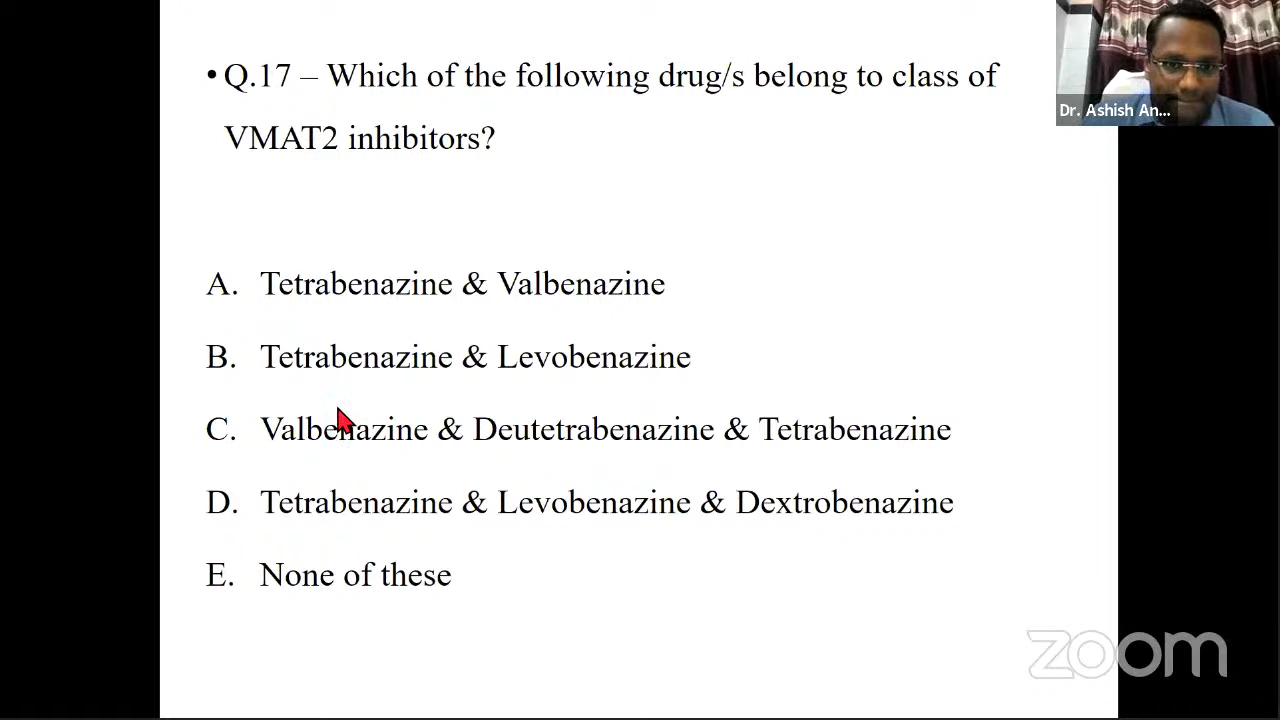 • Q.17 – Which of the following drug/s belong to class of
VMAT2 inhibitors?
A. Tetrabenazine & Valbenazine
B. Tetrabenazine & Levobenazine
C. Valbenazine & Deutetrabenazine & Tetrabenazine
D. Tetrabenazine & Levobenazine & Dextrobenazine
E. None of these
Dr. Ashish An...
zoom